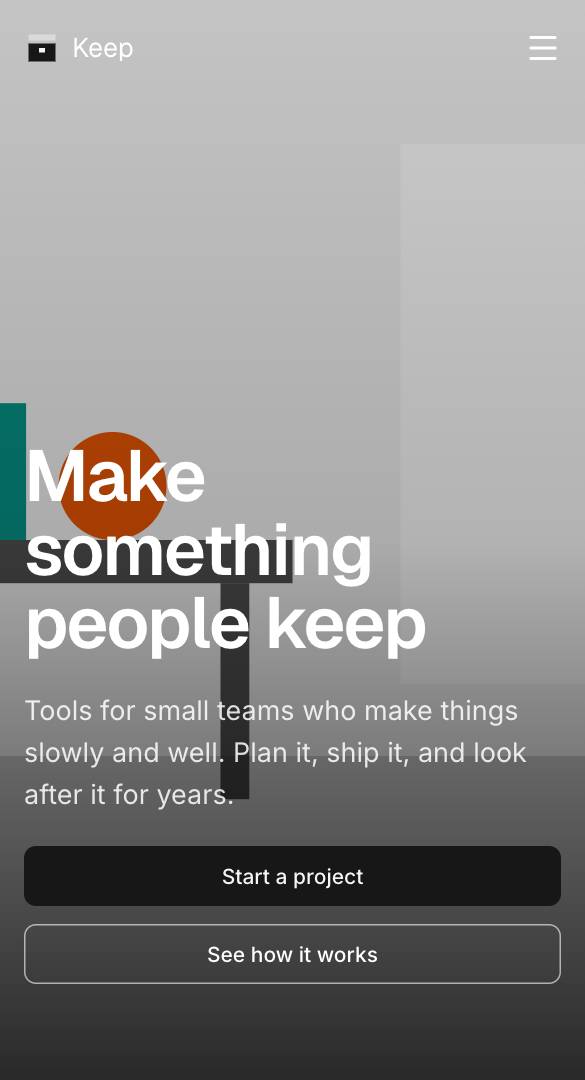 Keep
Make
something
people keep
Tools for small teams who make things
slowly and well. Plan it, ship it, and look
after it for years.
Start a project
See how it works